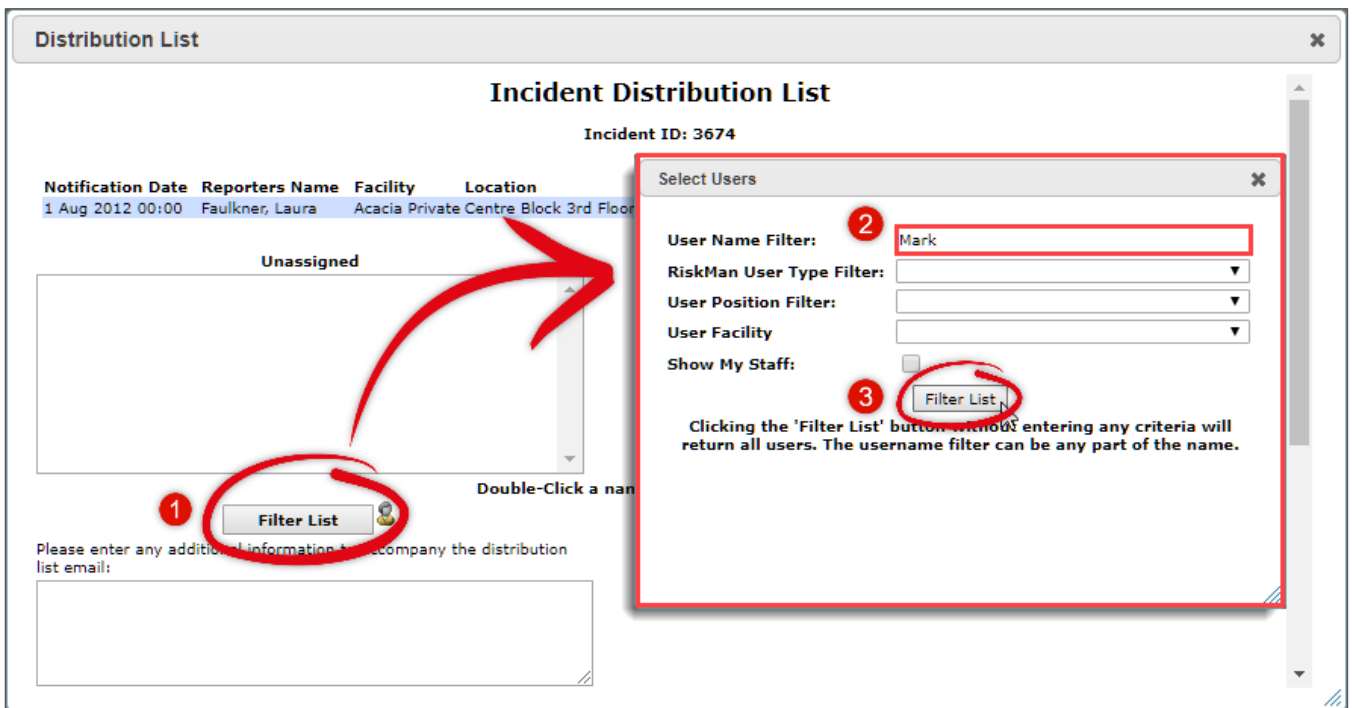 Distribution List
Incident Distribution List
Incident ID: 3674
Notification Date Reporters Name Facility Location
1 Aug 2012 00:00 Faulkner, Laura Acacia Private Centre Block 3rd Floor
Unassigned
Double-Click a nam
1
Filter List
Please enter any additional information to accompany the distribution
list email:
Select Users
2
User Name Filter: Mark
RiskMan User Type Filter:
User Position Filter:
User Facility
Show My Staff:
3
Filter List
Clicking the 'Filter List' button without entering any criteria will
return all users. The username filter can be any part of the name.